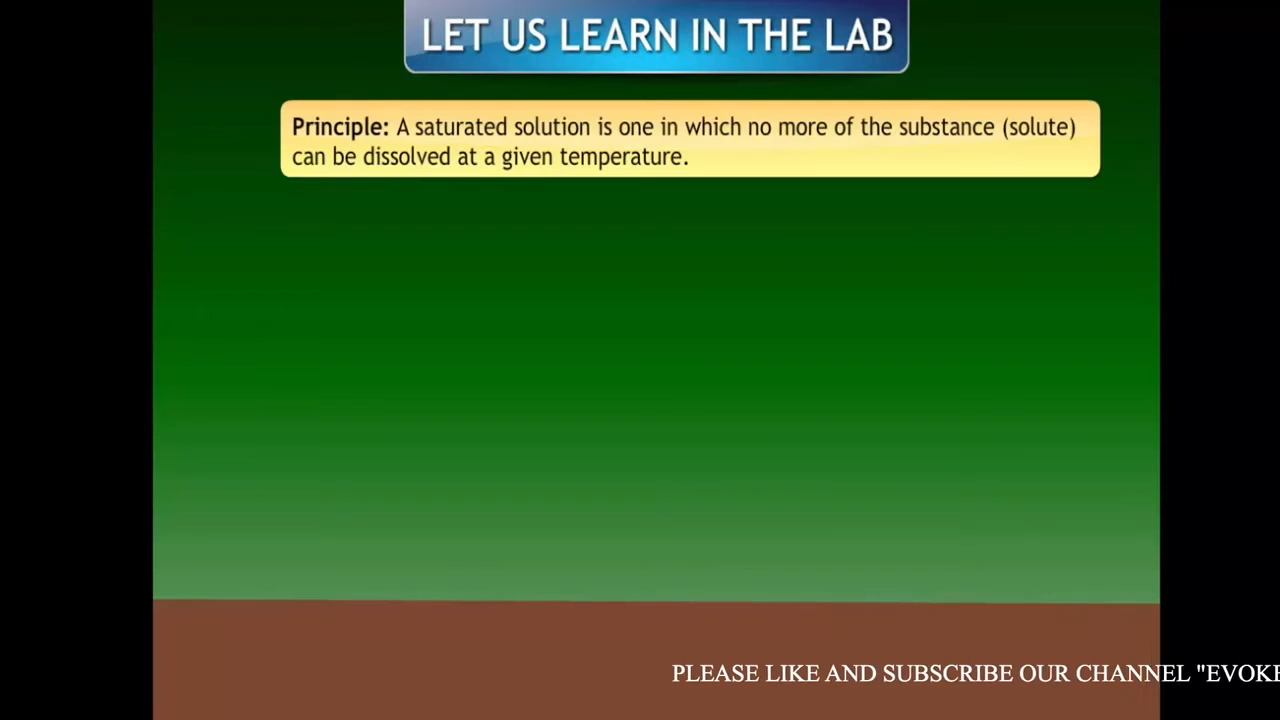 LET US LEARN IN THE LAB
Principle: A saturated solution is one in which no more of the substance (solute)
can be dissolved at a given temperature.
PLEASE LIKE AND SUBSCRIBE OUR CHANNEL "EVOKE